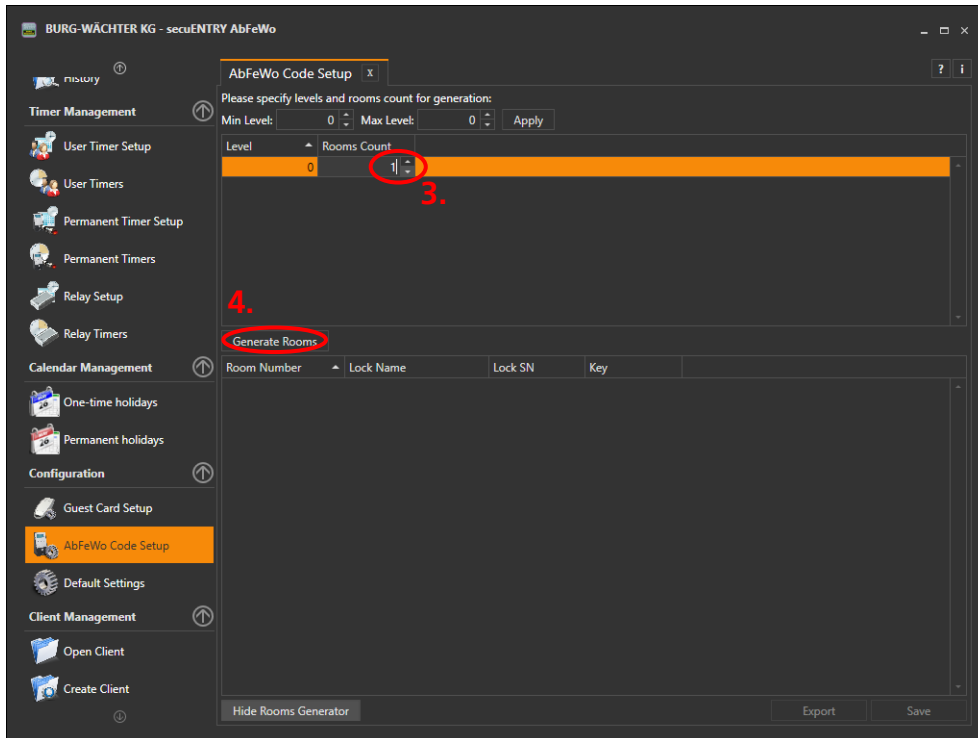 BURG-WÄCHTER KG - secuENTRY AbFeWo
History
Timer Management
User Timer Setup
User Timers
Permanent Timer Setup
Permanent Timers
Relay Setup
Relay Timers
Calendar Management
One-time holidays
Permanent holidays
Configuration
Guest Card Setup
AbFeWo Code Setup
Default Settings
Client Management
Open Client
Create Client
AbFeWo Code Setup x
? i
Please specify levels and rooms count for generation:
Min Level: 0 Max Level: 0 Apply
Level Rooms Count
0 1
3.
4.
Generate Rooms
Room Number Lock Name Lock SN Key
Hide Rooms Generator Export Save